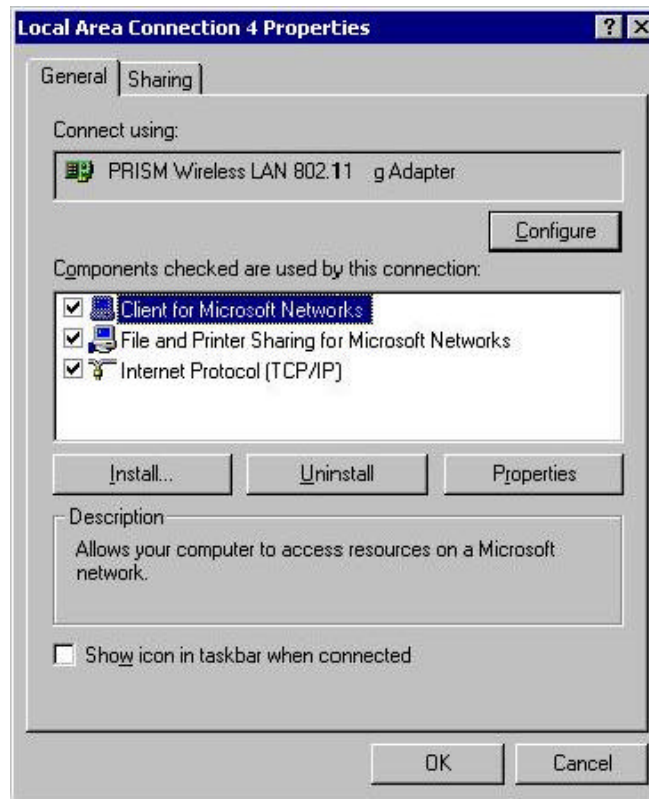 Local Area Connection 4 Properties
General Sharing
Connect using:
PRISM Wireless LAN 802.11 g Adapter
Configure
Components checked are used by this connection:
Client for Microsoft Networks
File and Printer Sharing for Microsoft Networks
Internet Protocol (TCP/IP)
Install... Uninstall Properties
Description
Allows your computer to access resources on a Microsoft
network.
Show icon in taskbar when connected
OK Cancel